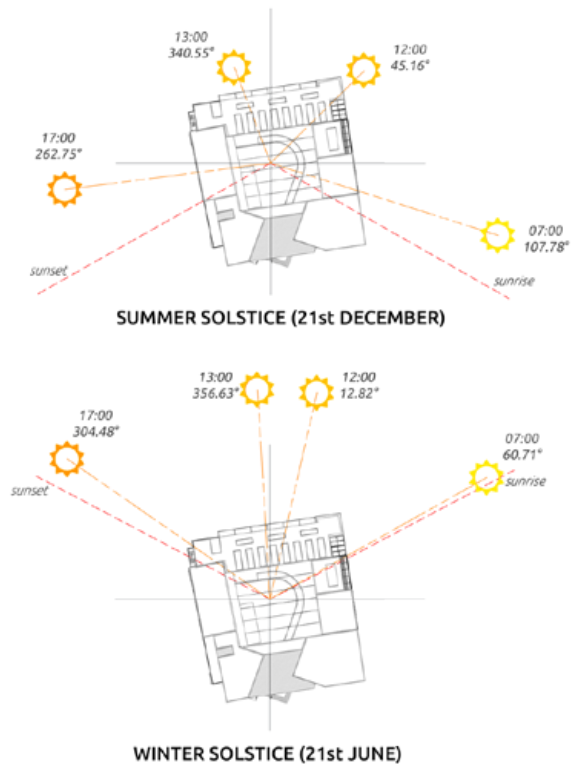 13:00
340.55°
12:00
45.16°
17:00
262.75°
07:00
107.78°
sunset
sunrise
SUMMER SOLSTICE (21st DECEMBER)
13:00
356.63°
12:00
12.82°
17:00
304.48°
07:00
60.71°
sunset
sunrise
WINTER SOLSTICE (21st JUNE)